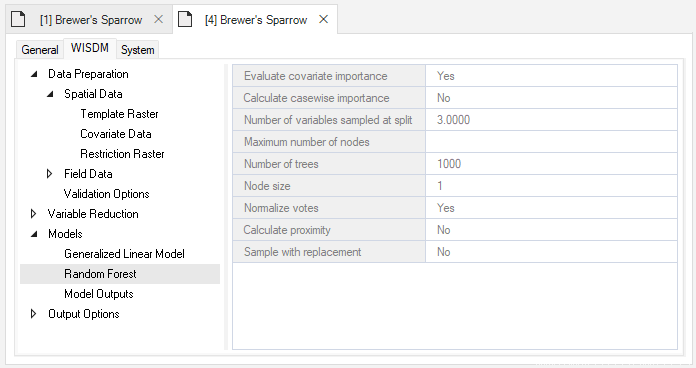 [1] Brewer's Sparrow
[4] Brewer's Sparrow
General WISDM System
Data Preparation
Spatial Data
Template Raster
Covariate Data
Restriction Raster
Field Data
Validation Options
Variable Reduction
Models
Generalized Linear Model
Random Forest
Model Outputs
Output Options
Evaluate covariate importance Yes
Calculate casewise importance No
Number of variables sampled at split 3.0000
Maximum number of nodes
Number of trees 1000
Node size 1
Normalize votes Yes
Calculate proximity No
Sample with replacement No